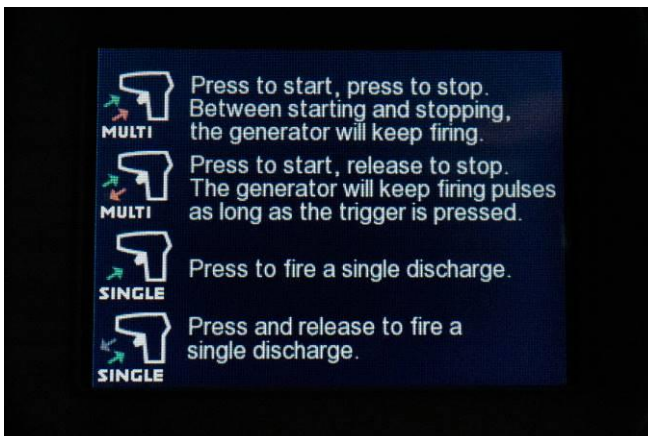 Press to start, press to stop.
Between starting and stopping,
the generator will keep firing.
MULTI
Press to start, release to stop.
The generator will keep firing pulses
as long as the trigger is pressed.
MULTI
Press to fire a single discharge.
SINGLE
Press and release to fire a
single discharge.
SINGLE